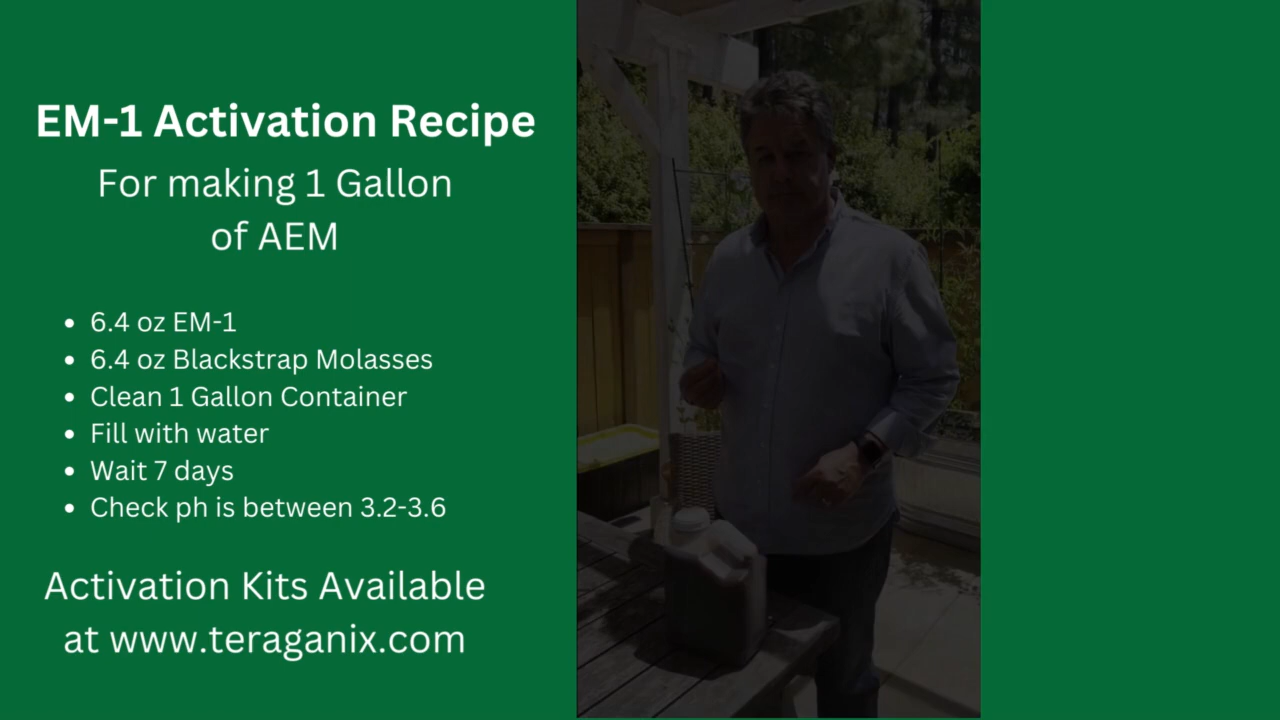 EM-1 Activation Recipe
For making 1 Gallon
of AEM
• 6.4 oz EM-1
• 6.4 oz Blackstrap Molasses
• Clean 1 Gallon Container
• Fill with water
• Wait 7 days
• Check ph is between 3.2-3.6
Activation Kits Available
at www.teraganix.com